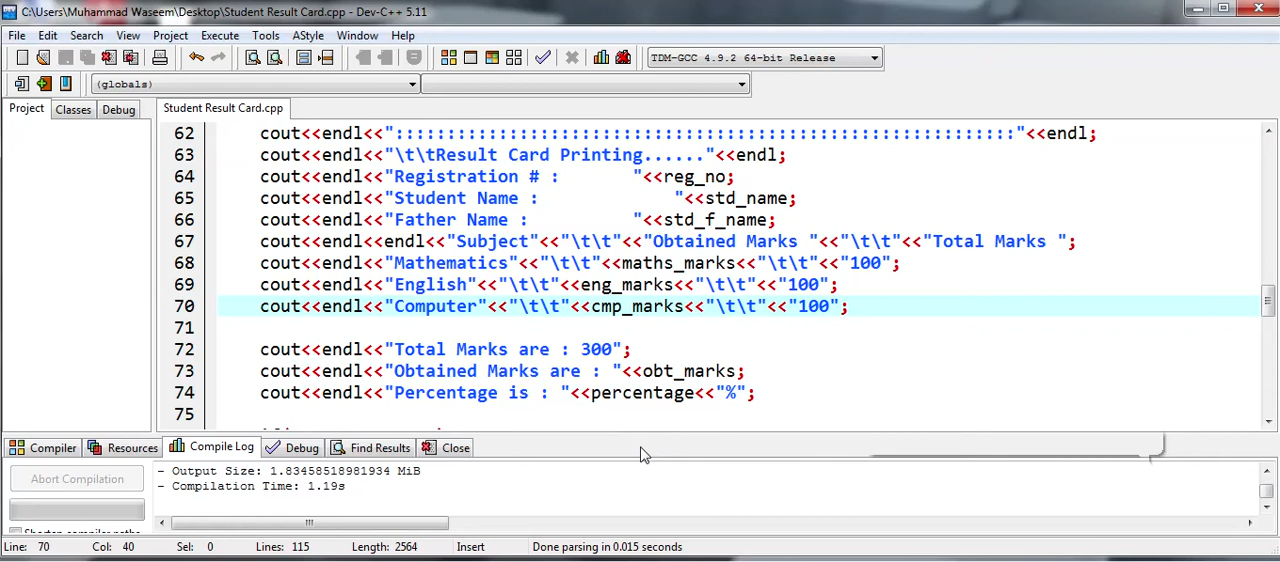 C:\Users\Muhammad Waseem\Desktop\Student Result Card.cpp - Dev-C++ 5.11
File Edit Search View Project Execute Tools AStyle Window Help
TDM-GCC 4.9.2 64-bit Release
(globals)
Project Classes Debug Student Result Card.cpp
62 cout<<endl<<"::::::::::::::::::::::::::::::::::::::::::::::::::::::::::::"<<endl;
63 cout<<endl<<"\t\tResult Card Printing......"<<endl;
64 cout<<endl<<"Registration # :       "<<reg_no;
65 cout<<endl<<"Student Name :             "<<std_name;
66 cout<<endl<<"Father Name :          "<<std_f_name;
67 cout<<endl<<endl<<"Subject"<<"\t\t"<<"Obtained Marks "<<"\t\t"<<"Total Marks ";
68 cout<<endl<<"Mathematics"<<"\t\t"<<maths_marks<<"\t\t"<<"100";
69 cout<<endl<<"English"<<"\t\t"<<eng_marks<<"\t\t"<<"100";
70 cout<<endl<<"Computer"<<"\t\t"<<cmp_marks<<"\t\t"<<"100";
71
72 cout<<endl<<"Total Marks are : 300";
73 cout<<endl<<"Obtained Marks are : "<<obt_marks;
74 cout<<endl<<"Percentage is : "<<percentage<<"%";
75
Compiler Resources Compile Log Debug Find Results Close
Abort Compilation
- Output Size: 1.83458518981934 MiB
- Compilation Time: 1.19s
Shorten compiler paths
Line: 70 Col: 40 Sel: 0 Lines: 115 Length: 2564 Insert Done parsing in 0.015 seconds